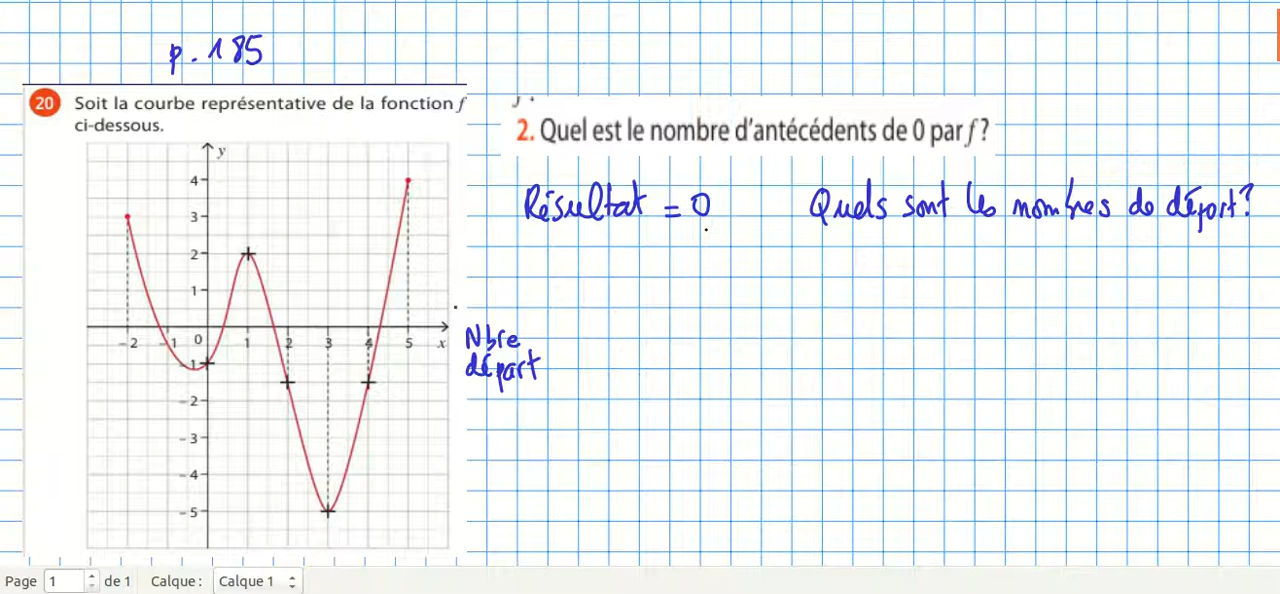 p. 185
20 Soit la courbe représentative de la fonction f
ci-dessous.
2. Quel est le nombre d'antécédents de 0 par f ?
Résultat = 0 Quels sont les nombres de départ?
y
4
3
2
1
0
-2 -1 1 2 3 4 5 x
-1
-2
-3
-4
-5
Nbre
départ
Page 1 de 1 Calque : Calque 1